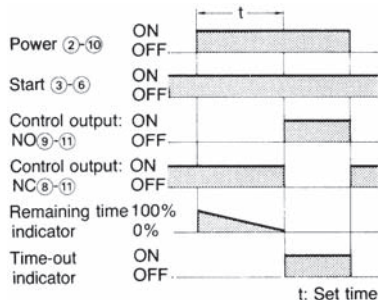 t
Power ②-⑩ ON
OFF
Start ③-⑥ ON
OFF
Control output: ON
NO⑨-⑪ OFF
Control output: ON
NC⑧-⑪ OFF
Remaining time 100%
indicator 0%
Time-out ON
indicator OFF
t: Set time